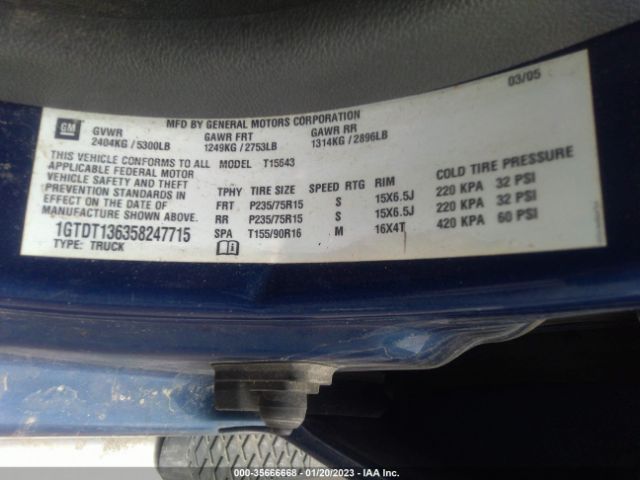 03/05
MFD BY GENERAL MOTORS CORPORATION
GM
GVWR GAWR FRT GAWR RR
2404KG / 5300LB 1249KG / 2753LB 1314KG / 2896LB
THIS VEHICLE CONFORMS TO ALL MODEL T15643
APPLICABLE FEDERAL MOTOR
VEHICLE SAFETY AND THEFT
PREVENTION STANDARDS IN
EFFECT ON THE DATE OF
MANUFACTURE SHOWN ABOVE.
TPHY TIRE SIZE SPEED RTG RIM COLD TIRE PRESSURE
FRT P235/75R15 S 15X6.5J 220 KPA 32 PSI
RR P235/75R15 S 15X6.5J 220 KPA 32 PSI
SPA T155/90R16 M 16X4T 420 KPA 60 PSI
1GTDT136358247715
TYPE: TRUCK
000-35666668 - 01/20/2023 - IAA Inc.